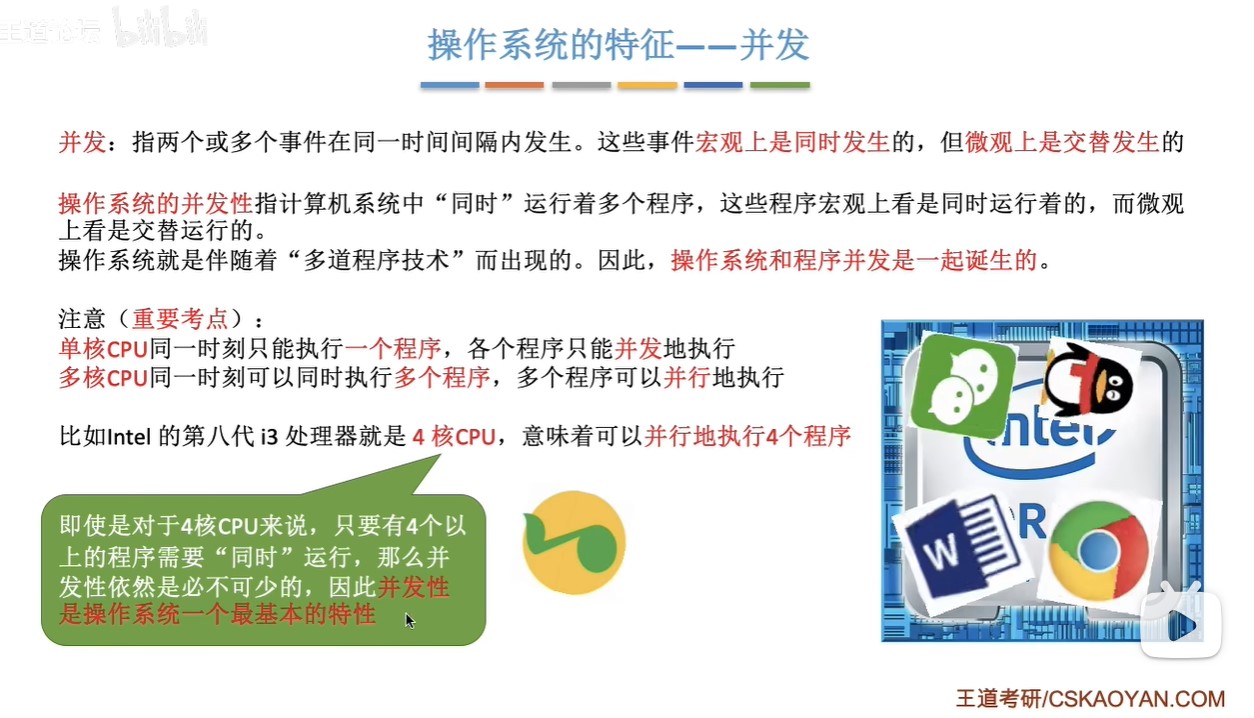 王道论坛 bilibili
操作系统的特征——并发
并发：指两个或多个事件在同一时间间隔内发生。这些事件宏观上是同时发生的，但微观上是交替发生的
操作系统的并发性指计算机系统中“同时”运行着多个程序，这些程序宏观上看是同时运行着的，而微观
上看是交替运行的。
操作系统就是伴随着“多道程序技术”而出现的。因此，操作系统和程序并发是一起诞生的。
注意（重要考点）：
单核CPU同一时刻只能执行一个程序，各个程序只能并发地执行
多核CPU同一时刻可以同时执行多个程序，多个程序可以并行地执行
比如Intel 的第八代 i3 处理器就是 4 核CPU，意味着可以并行地执行4个程序
即使是对于4核CPU来说，只要有4个以
上的程序需要“同时”运行，那么并
发性依然是必不可少的，因此并发性
是操作系统一个最基本的特性
intel
W
王道考研/CSKAOYAN.COM